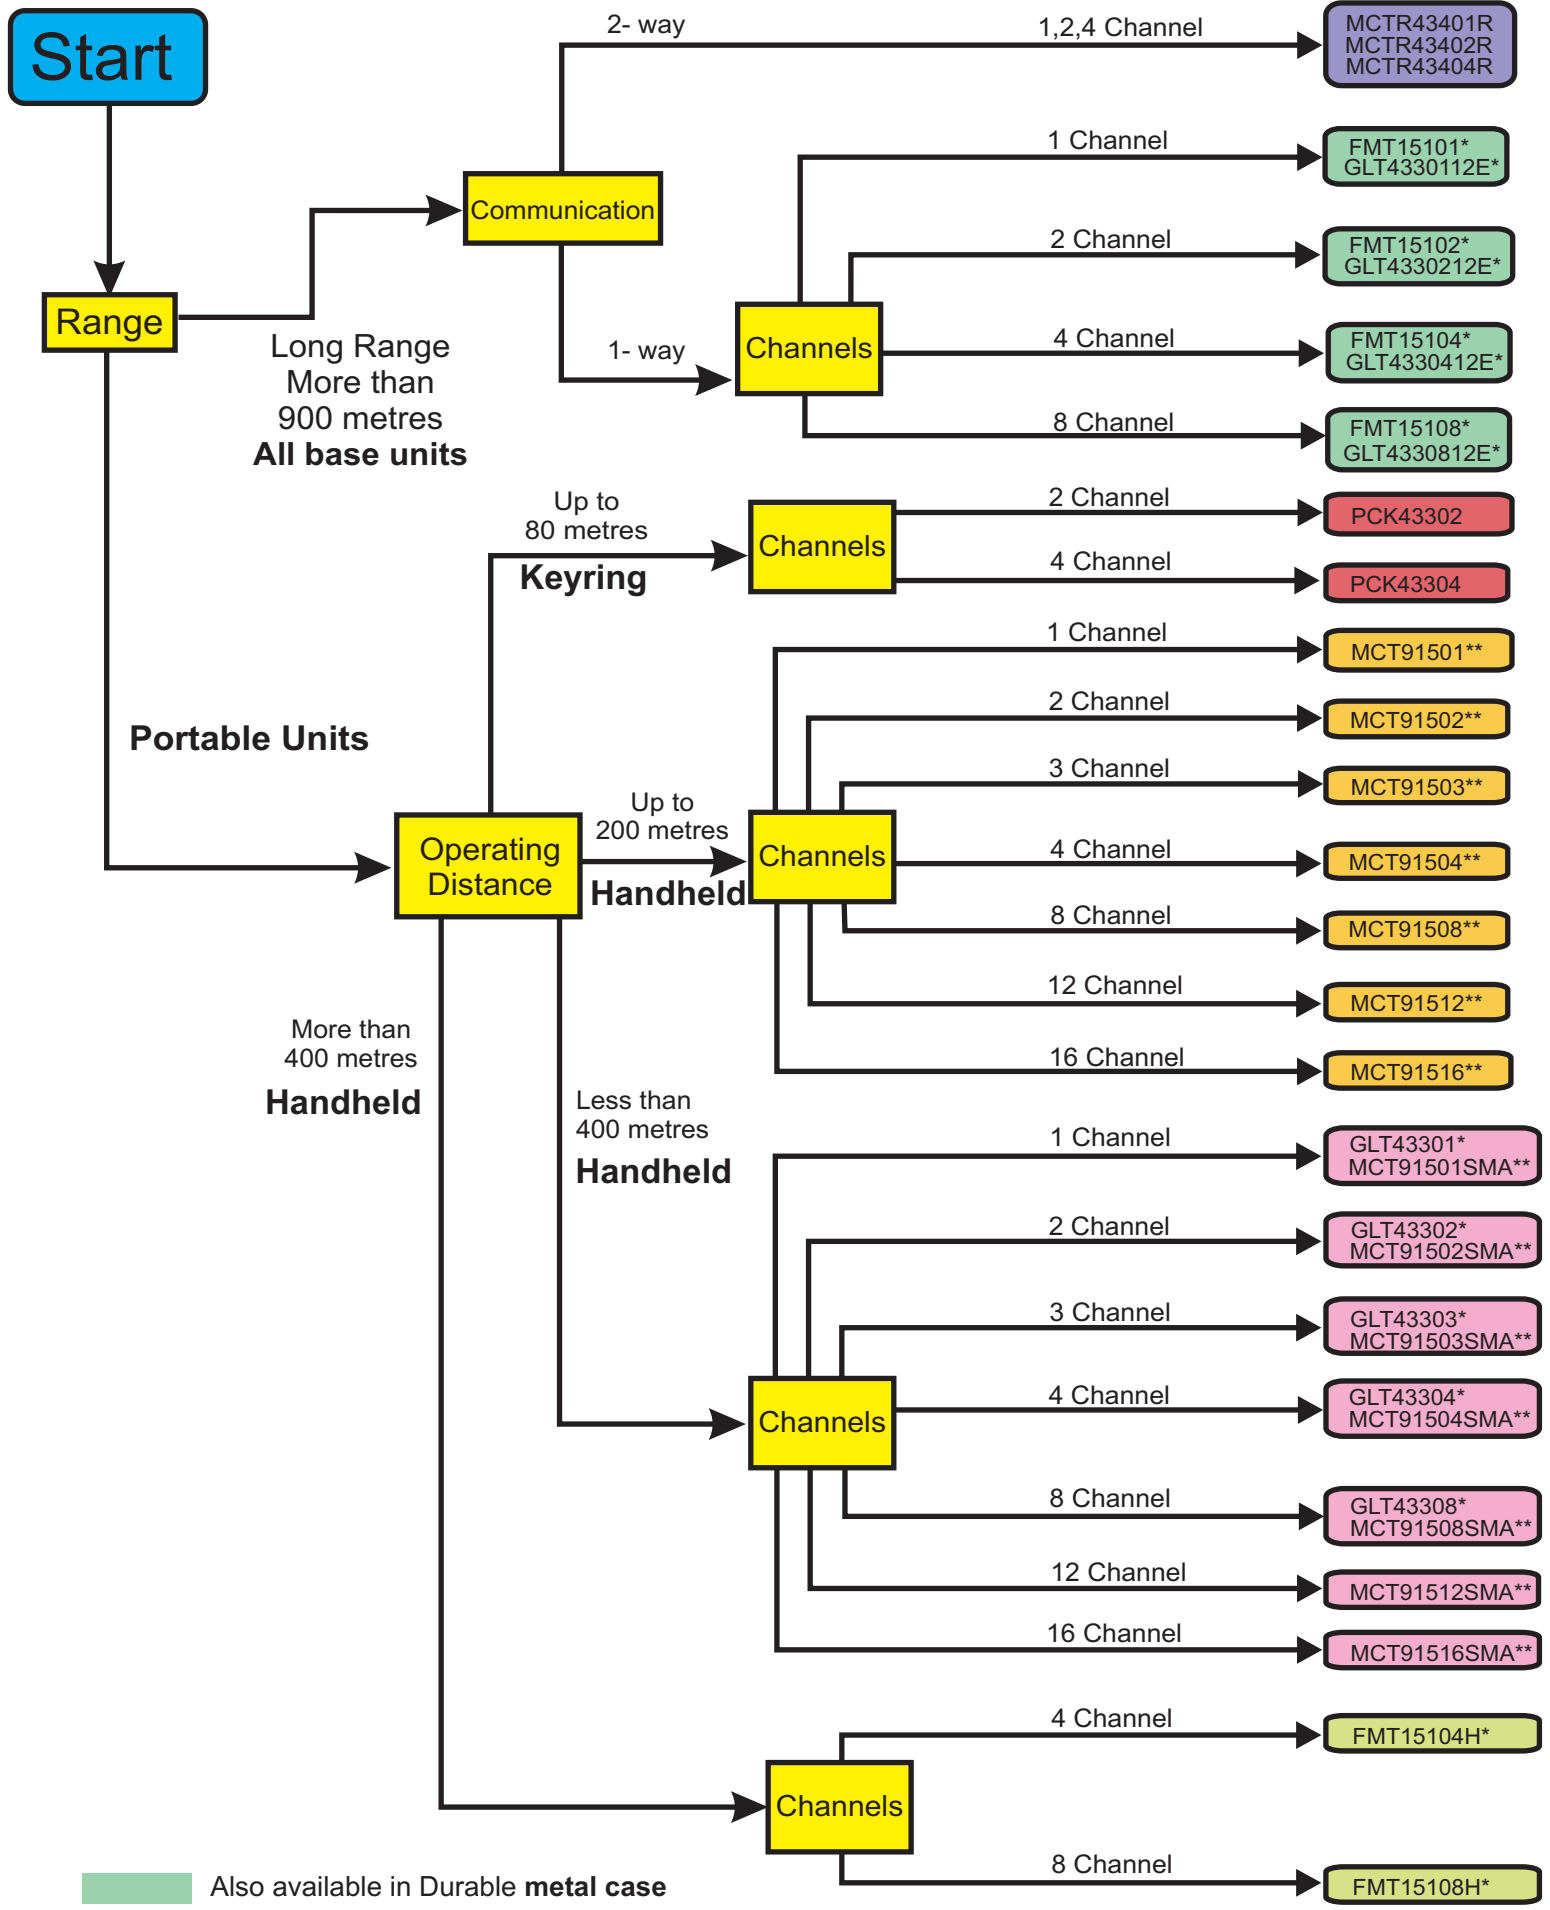 Start
2- way
1,2,4 Channel
MCTR43401R
MCTR43402R
MCTR43404R
1 Channel
FMT15101*
GLT4330112E*
Communication
2 Channel
FMT15102*
GLT4330212E*
Range
Long Range
More than
900 metres
All base units
1- way
Channels
4 Channel
FMT15104*
GLT4330412E*
8 Channel
FMT15108*
GLT4330812E*
Up to
80 metres
Keyring
Channels
2 Channel
PCK43302
4 Channel
PCK43304
1 Channel
MCT91501**
2 Channel
MCT91502**
Portable Units
3 Channel
MCT91503**
Operating
Distance
Up to
200 metres
Handheld
Channels
4 Channel
MCT91504**
8 Channel
MCT91508**
12 Channel
MCT91512**
16 Channel
MCT91516**
More than
400 metres
Handheld
Less than
400 metres
Handheld
1 Channel
GLT43301*
MCT91501SMA**
2 Channel
GLT43302*
MCT91502SMA**
3 Channel
GLT43303*
MCT91503SMA**
Channels
4 Channel
GLT43304*
MCT91504SMA**
8 Channel
GLT43308*
MCT91508SMA**
12 Channel
MCT91512SMA**
16 Channel
MCT91516SMA**
4 Channel
FMT15104H*
Channels
8 Channel
FMT15108H*
Also available in Durable metal case